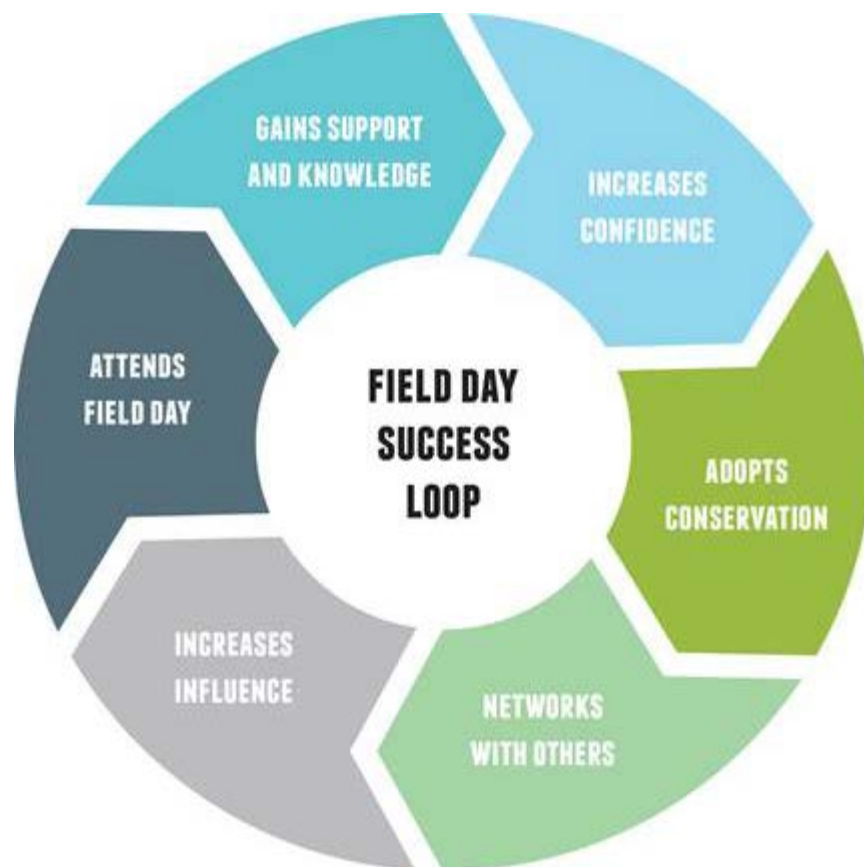 FIELD DAY
SUCCESS
LOOP
GAINS SUPPORT
AND KNOWLEDGE
INCREASES
CONFIDENCE
ADOPTS
CONSERVATION
NETWORKS
WITH OTHERS
INCREASES
INFLUENCE
ATTENDS
FIELD DAY